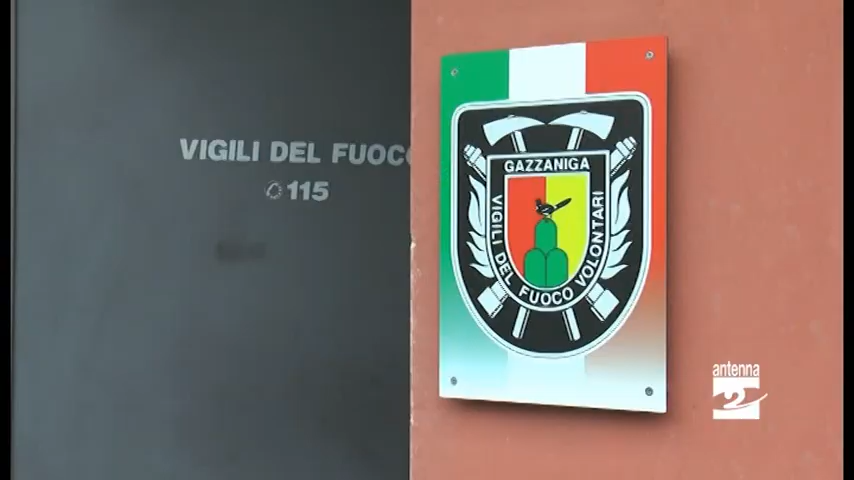 VIGILI DEL FUOCO
115
GAZZANIGA
VIGILI DEL FUOCO VOLONTARI
antenna
2